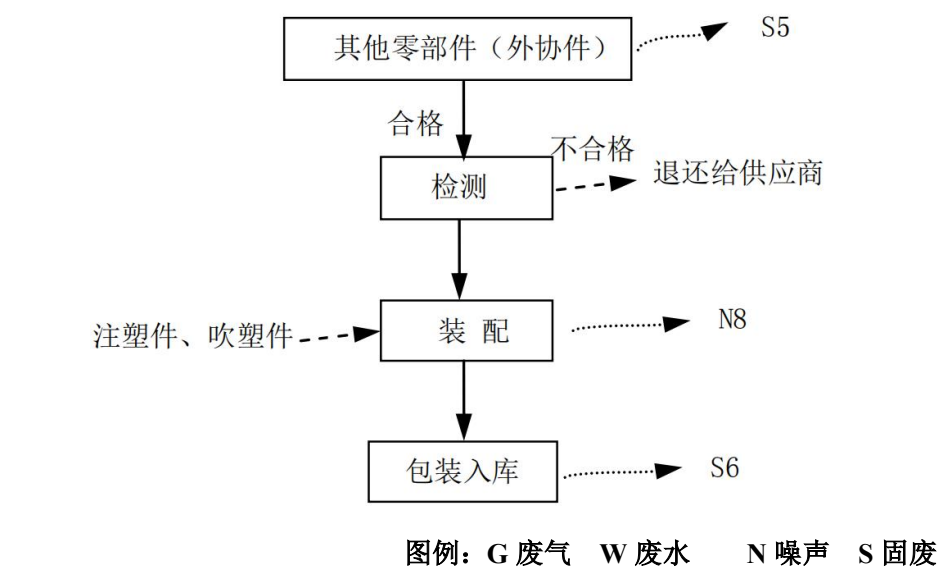 其他零部件（外协件）
S5
合格
不合格
检测
退还给供应商
注塑件、吹塑件
装 配
N8
包装入库
S6
图例：G 废气 W 废水 N 噪声 S 固废